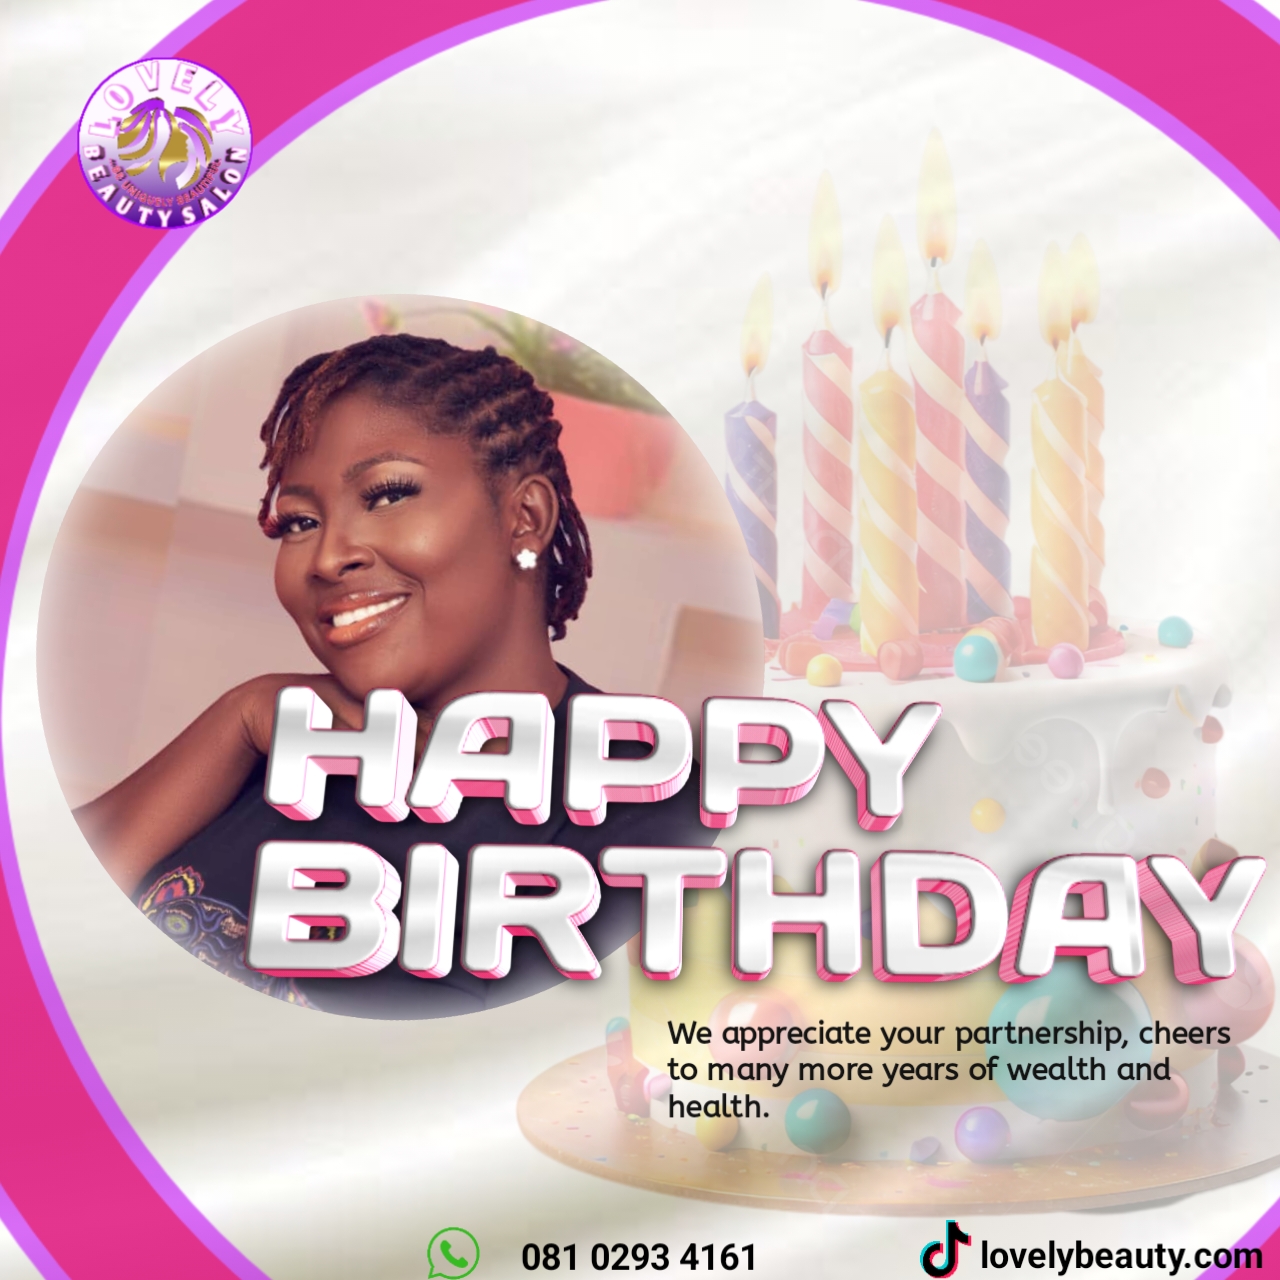 LOVELY
BEAUTY SALON
HAPPY
BIRTHDAY
We appreciate your partnership, cheers
to many more years of wealth and
health.
081 0293 4161
lovelybeauty.com